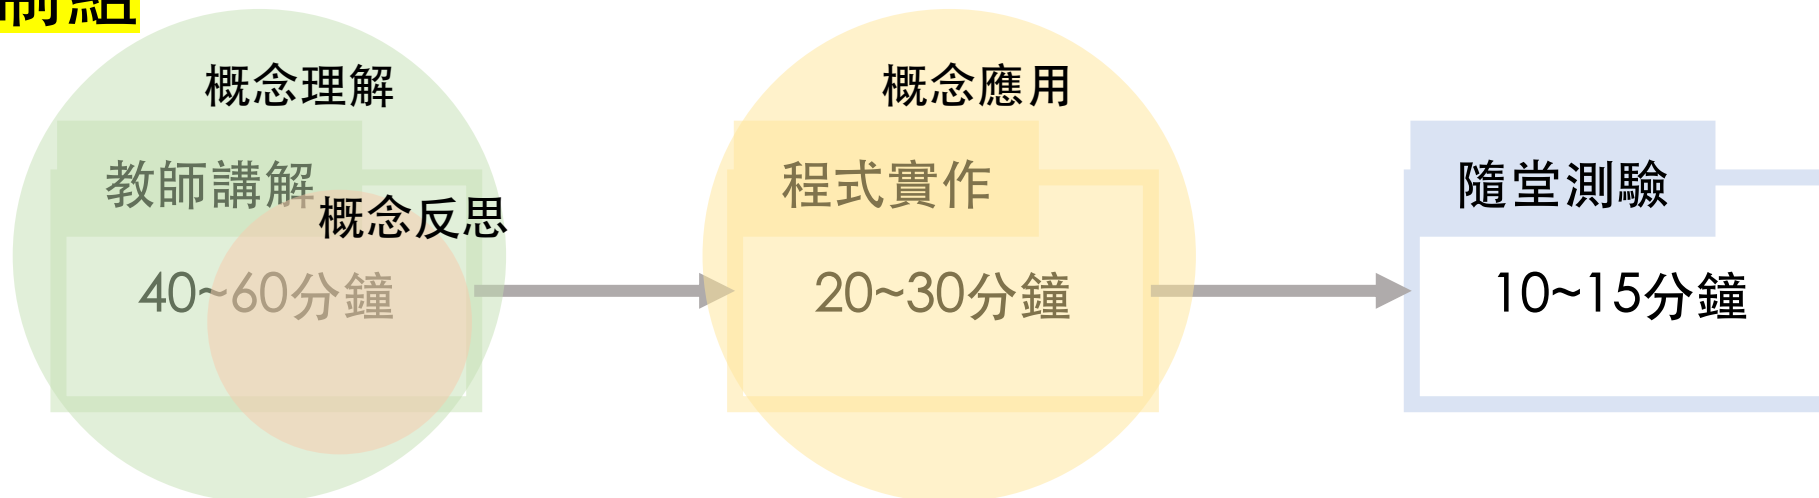 制組
概念理解
概念應用
教師講解
程式實作
隨堂測驗
概念反思
40~60分鐘
20~30分鐘
10~15分鐘